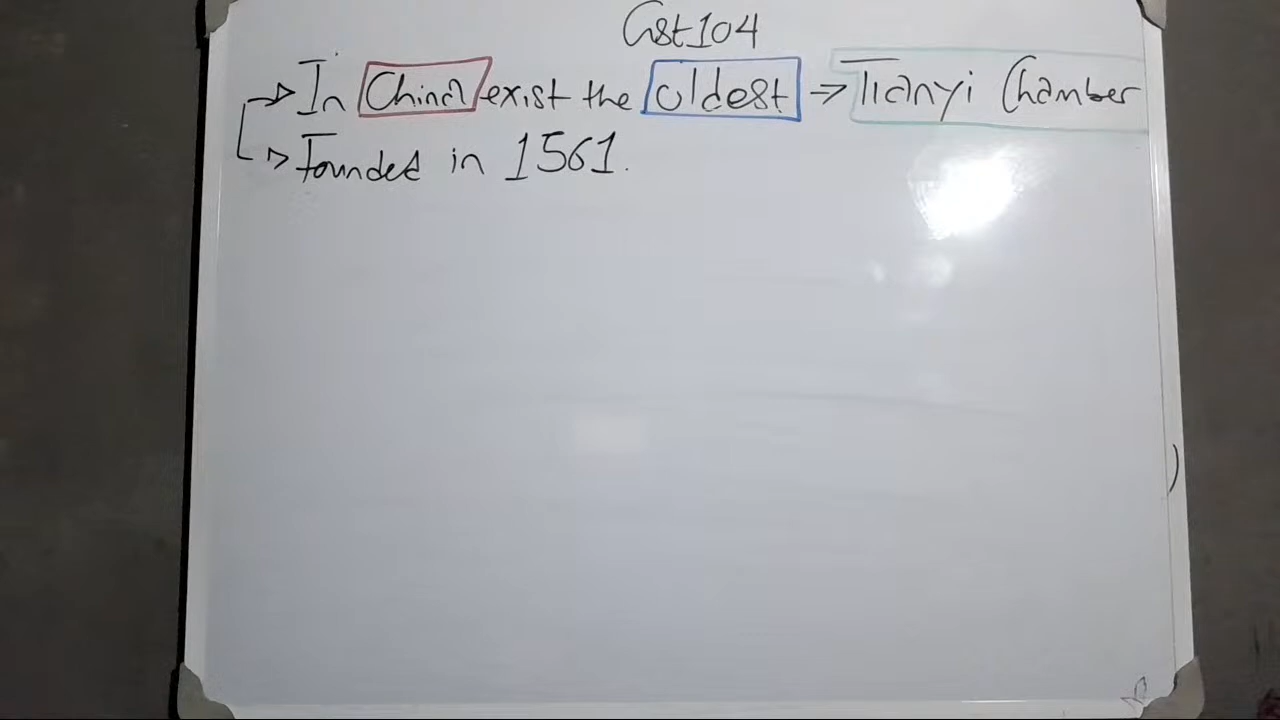 Gst104
In China exist the oldest → Tianyi Chamber
Founded in 1561.